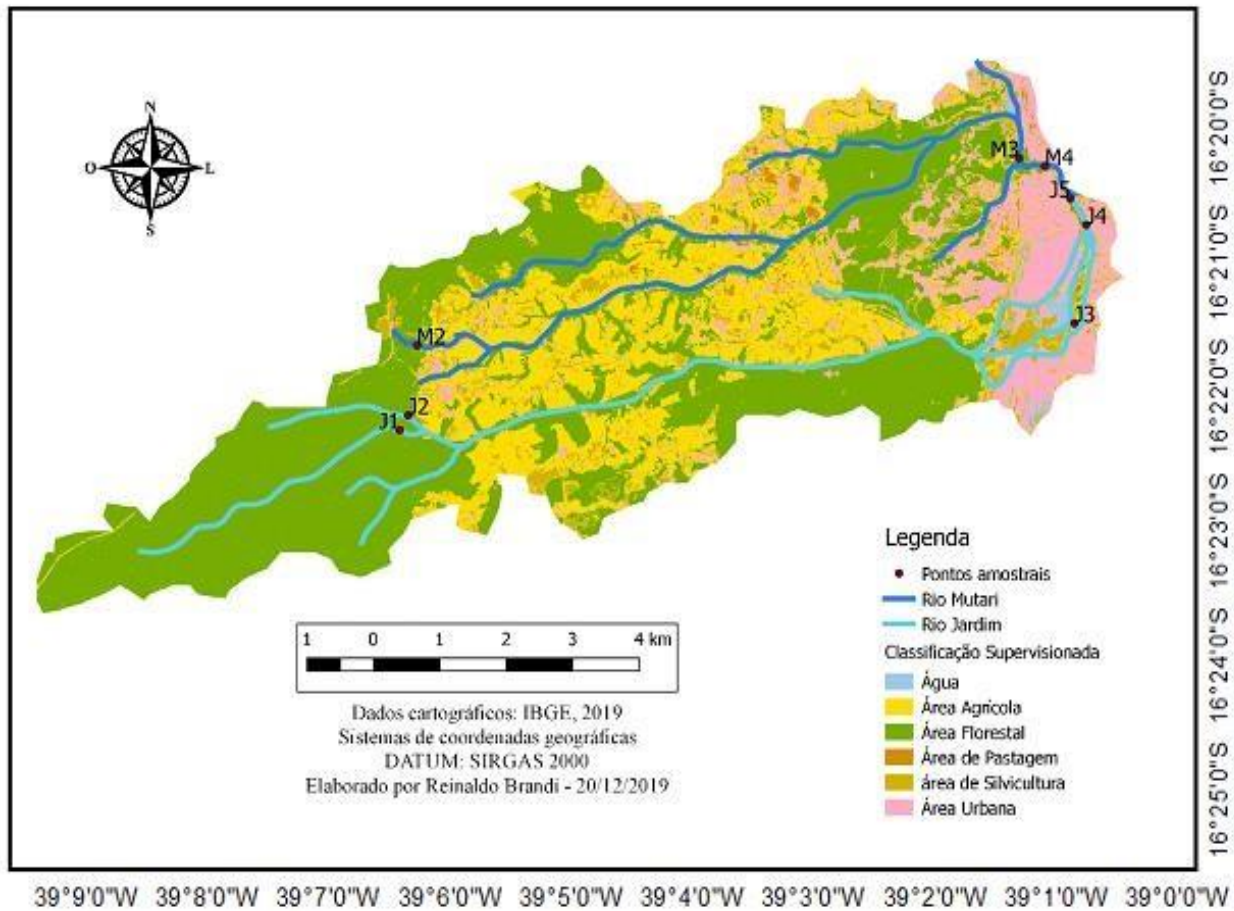 N
O
L
S
M3
M4
J5
J4
J3
M2
J2
J1
Legenda
Pontos amostrais
Rio Mutari
Rio Jardim
Classificação Supervisionada
Água
Área Agrícola
Área Florestal
Área de Pastagem
área de Silvicultura
Área Urbana
1 0 1 2 3 4 km
Dados cartográficos: IBGE, 2019
Sistemas de coordenadas geográficas
DATUM: SIRGAS 2000
Elaborado por Reinaldo Brandi - 20/12/2019
16°20'0"S
16°21'0"S
16°22'0"S
16°23'0"S
16°24'0"S
16°25'0"S
39°9'0"W 39°8'0"W 39°7'0"W 39°6'0"W 39°5'0"W 39°4'0"W 39°3'0"W 39°2'0"W 39°1'0"W 39°0'0"W